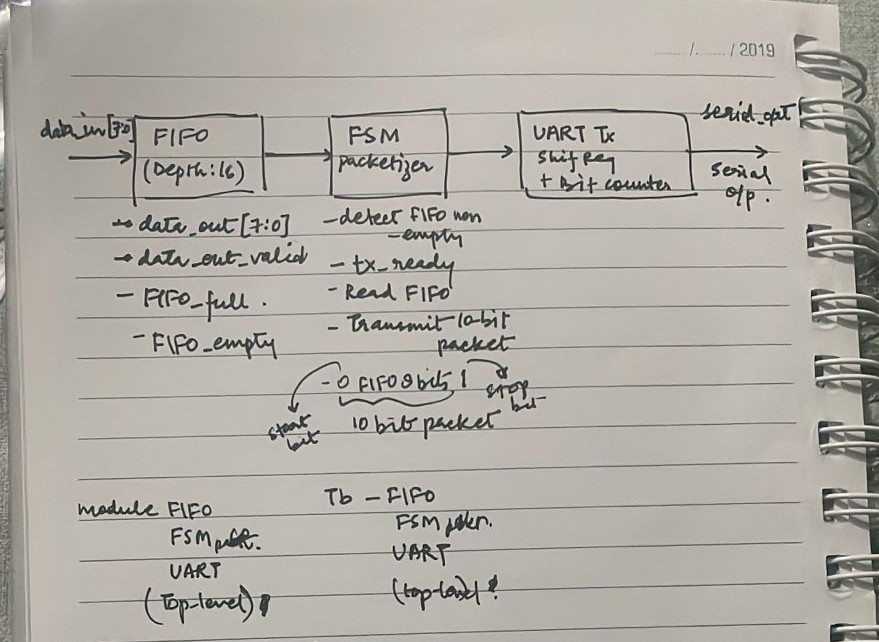 / / 2019
data_in[7:0]
FIFO
(Depth:16)
FSM
packetizer
UART Tx
Shif Reg
+ Bit counter
serial_out
serial
o/p.
→ data_out[7:0]
→ data_out_valid
- FIFO_full.
- FIFO_empty
- detect FIFO non
-empty
- tx_ready
- Read FIFO
- Transmit 10-bit
packet
- 0 FIFO 8 bits 1
start
bit
stop
bit
10 bit packet
module FIFO
FSM
UART
(Top-level)
Tb - FIFO
FSM
UART
(top-level)